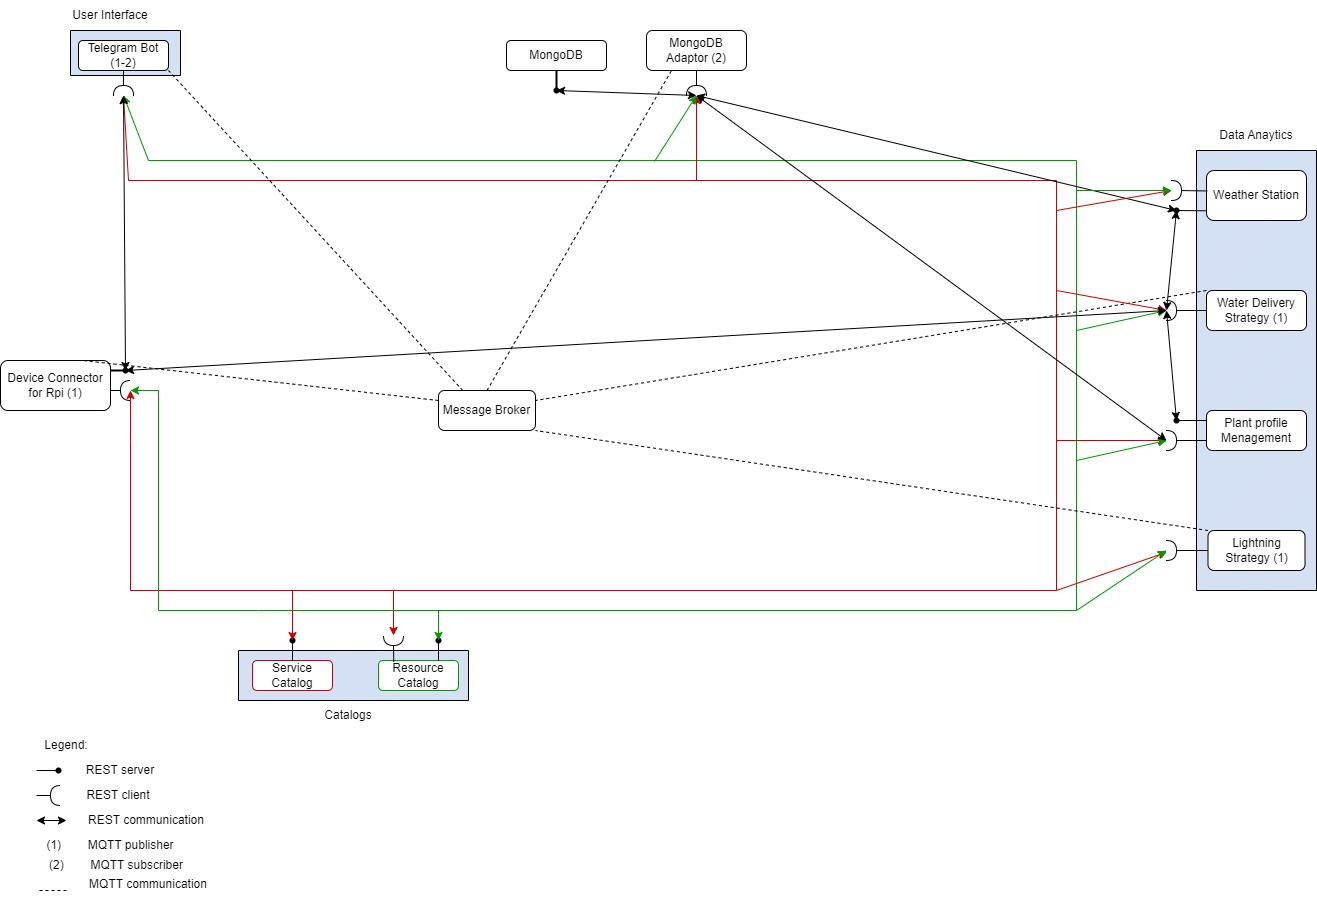 User Interface
Telegram Bot
(1-2)
MongoDB
MongoDB
Adaptor (2)
Data Anaytics
Weather Station
Water Delivery
Strategy (1)
Device Connector
for Rpi (1)
Message Broker
Plant profile
Menagement
Lightning
Strategy (1)
Service
Catalog
Resource
Catalog
Catalogs
Legend:
REST server
REST client
REST communication
(1) MQTT publisher
(2) MQTT subscriber
MQTT communication